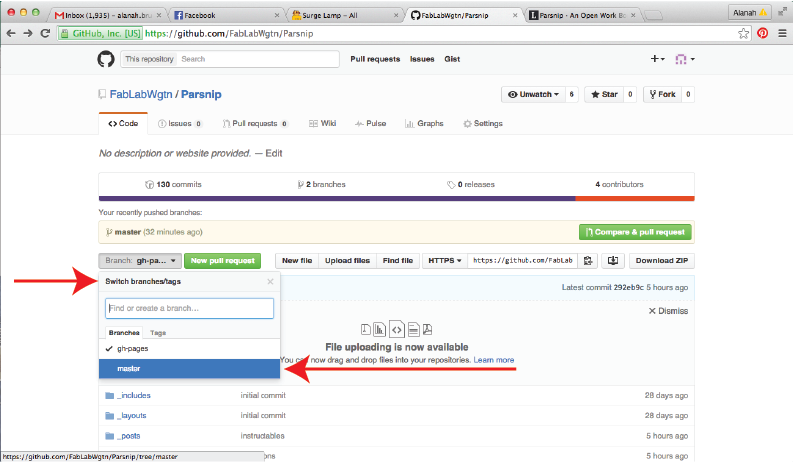 Inbox (1,935) – alanah.bru
Facebook
Surge Lamp – All
FabLabWgtn/Parsnip
Parsnip - An Open Work Bo
Alanah
GitHub, Inc. [US] https://github.com/FabLabWgtn/Parsnip
This repository Search Pull requests Issues Gist
FabLabWgtn / Parsnip Unwatch 6 Star 0 Fork 0
Code Issues 0 Pull requests 0 Wiki Pulse Graphs Settings
No description or website provided. — Edit
130 commits 2 branches 0 releases 4 contributors
Your recently pushed branches:
master (32 minutes ago) Compare & pull request
Branch: gh-pa... New pull request New file Upload files Find file HTTPS https://github.com/FabLab Download ZIP
Switch branches/tags
Latest commit 292eb9c 5 hours ago
Find or create a branch...
Dismiss
Branches Tags
gh-pages
File uploading is now available
You can now drag and drop files into your repositories. Learn more
master
_includes initial commit 28 days ago
_layouts initial commit 28 days ago
_posts instructables 5 hours ago
https://github.com/FabLabWgtn/Parsnip/tree/master ons 5 hours ago